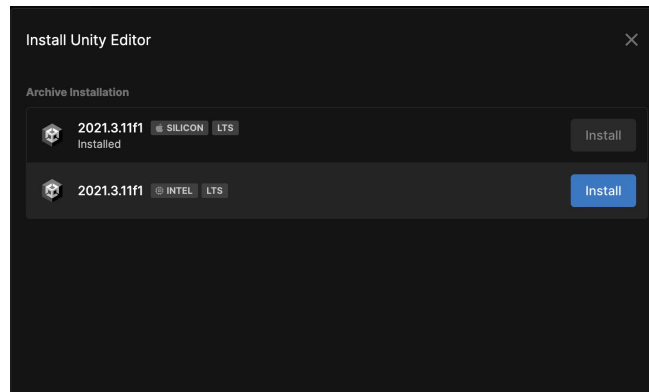 Install Unity Editor
Archive Installation
2021.3.11f1 SILICON LTS
Installed
Install
2021.3.11f1 INTEL LTS
Install